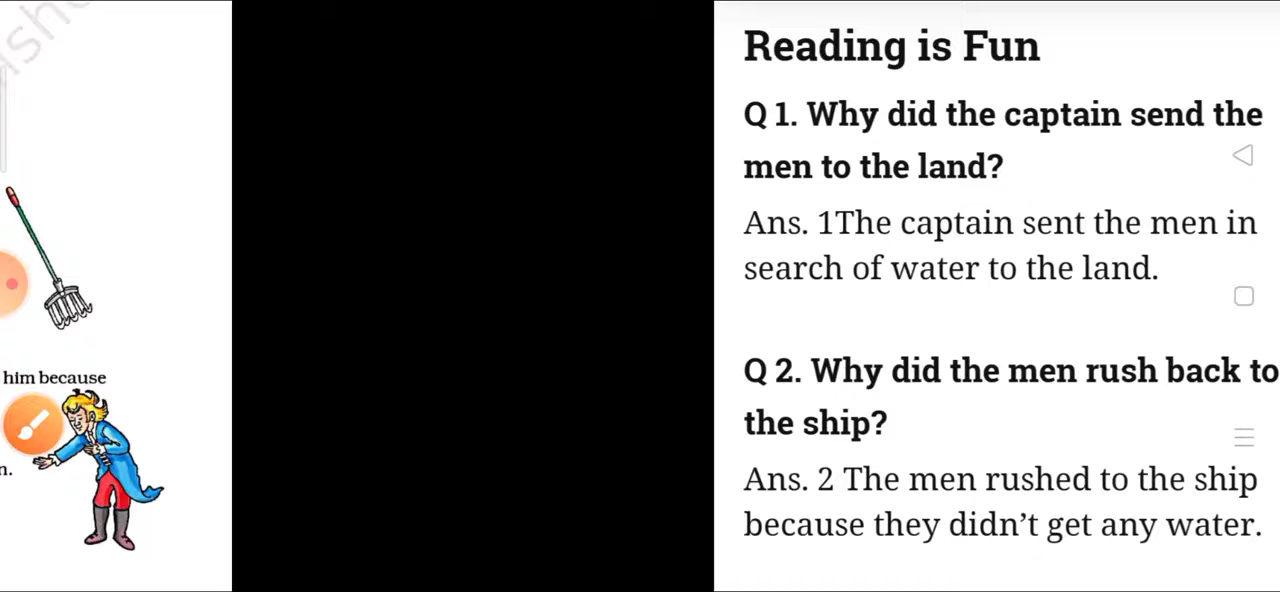 him because
n.
Reading is Fun
Q 1. Why did the captain send the
men to the land?
Ans. 1The captain sent the men in
search of water to the land.
Q 2. Why did the men rush back to
the ship?
Ans. 2 The men rushed to the ship
because they didn’t get any water.